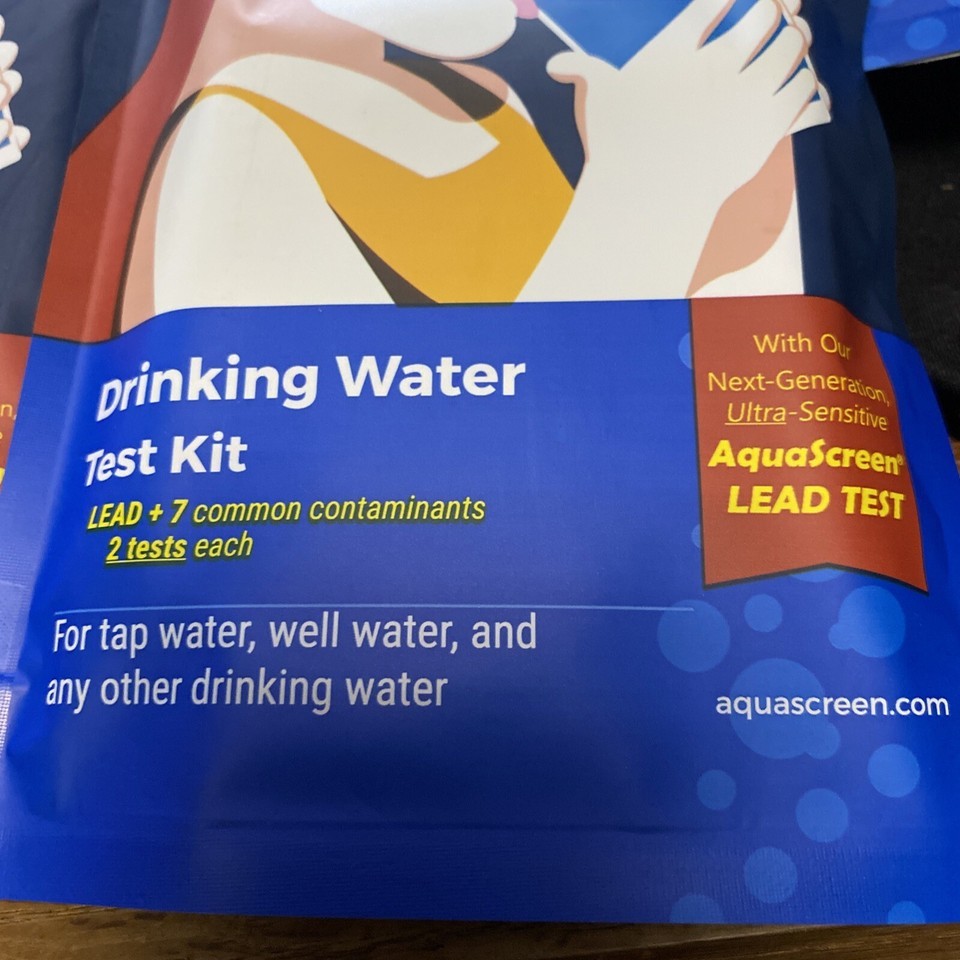 Drinking Water
Test Kit
LEAD + 7 common contaminants
2 tests each
For tap water, well water, and
any other drinking water
With Our
Next-Generation,
Ultra-Sensitive
AquaScreen®
LEAD TEST
aquascreen.com